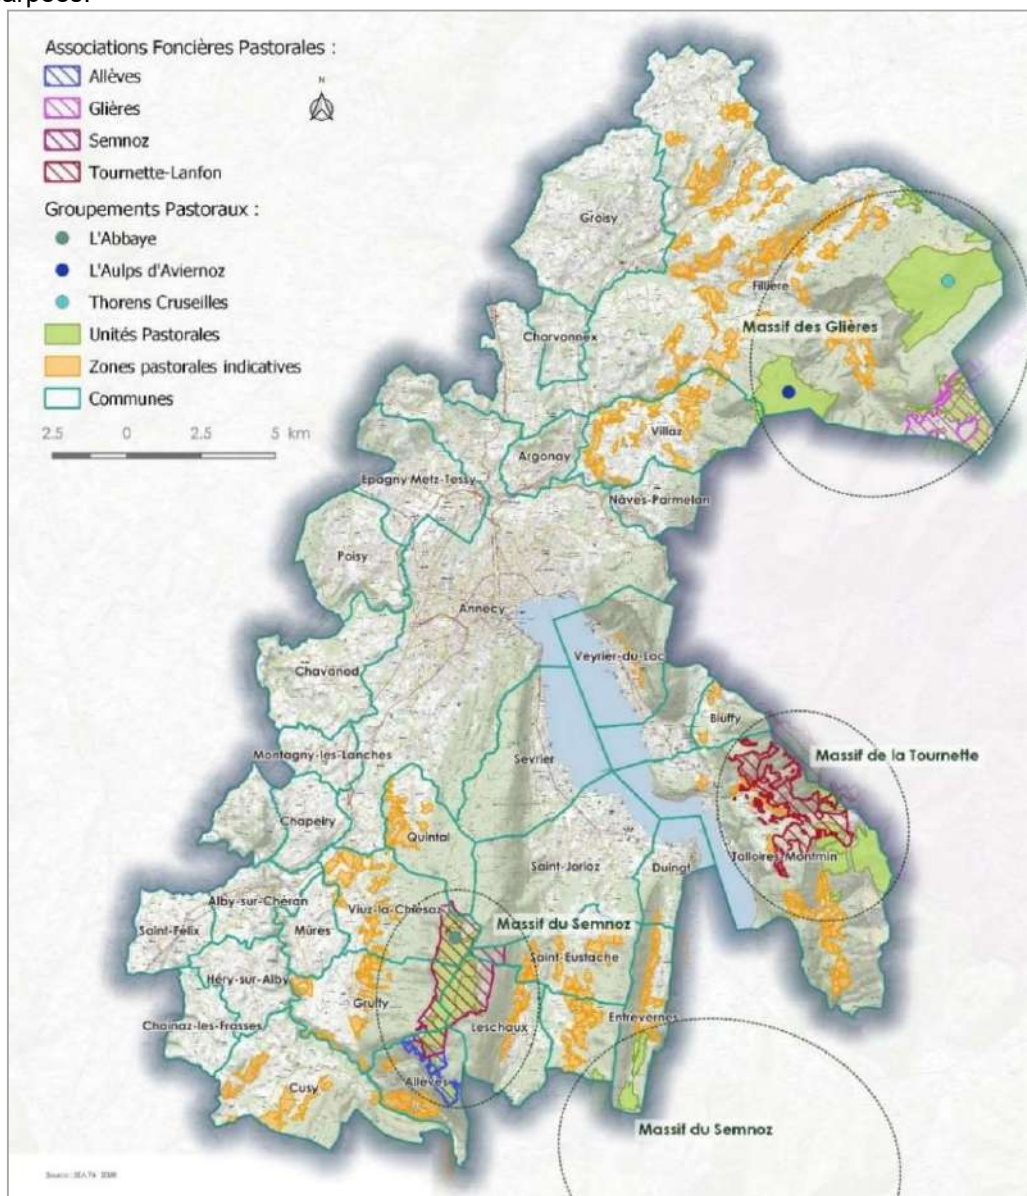 Associations Foncières Pastorales :
Allèves
Glières
Semnoz
Tournette-Lanfon
Groupements Pastoraux :
L'Abbaye
L'Aulps d'Aviernoz
Thorens Cruseilles
Unités Pastorales
Zones pastorales indicatives
Communes
2.5 0 2.5 5 km
N
Groisy
Fillière
Massif des Glières
Charvonnex
Villaz
Argonay
Epagny Metz-Tessy
Nâves-Parmelan
Poisy
Annecy
Veyrier-du-Lac
Chavanod
Bluffy
Montagny-les-Lanches
Sevrier
Massif de la Tournette
Chapeiry
Quintal
Saint-Jorioz
Duingt
Talloires-Montmin
Alby-sur-Chéran
Viuz-la-Chiésaz
Saint-Félix
Mûres
Massif du Semnoz
Saint-Eustache
Héry-sur-Alby
Gruffy
Chainaz-les-Frasses
Leschaux
Entrevernes
Allèves
Cusy
Massif du Semnoz